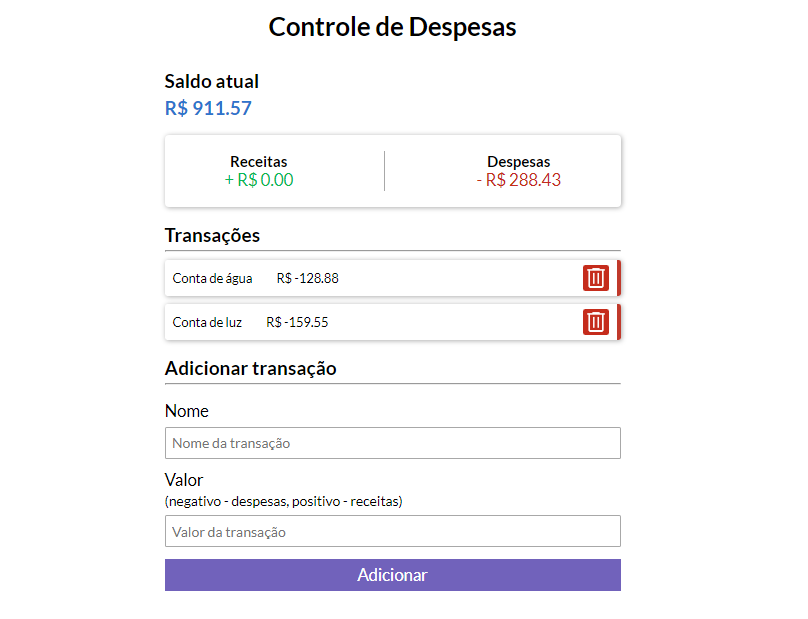 Controle de Despesas
Saldo atual
R$ 911.57
Receitas
+ R$ 0.00
Despesas
- R$ 288.43
Transações
Conta de água R$ -128.88
Conta de luz R$ -159.55
Adicionar transação
Nome
Nome da transação
Valor
(negativo - despesas, positivo - receitas)
Valor da transação
Adicionar